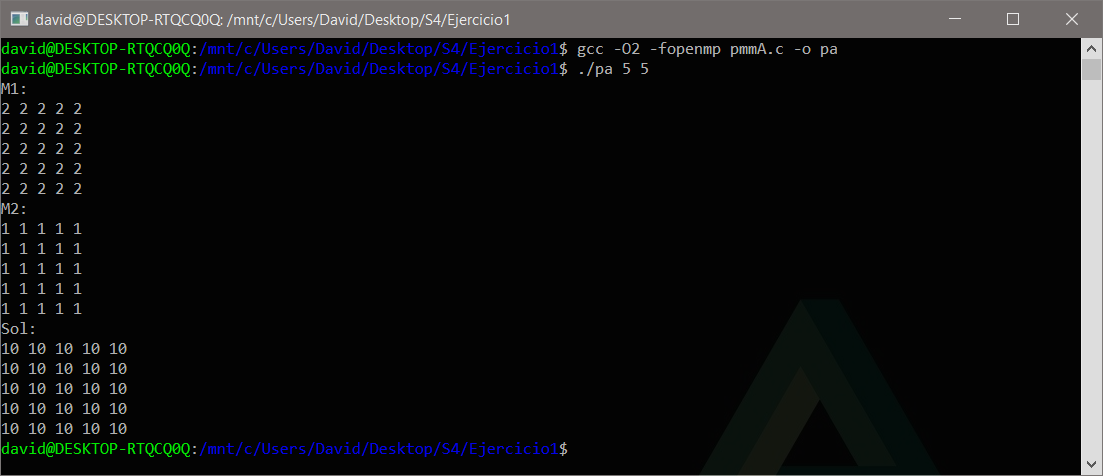 david@DESKTOP-RTQCQ0Q: /mnt/c/Users/David/Desktop/S4/Ejercicio1
david@DESKTOP-RTQCQ0Q:/mnt/c/Users/David/Desktop/S4/Ejercicio1$ gcc -O2 -fopenmp pmmA.c -o pa
david@DESKTOP-RTQCQ0Q:/mnt/c/Users/David/Desktop/S4/Ejercicio1$ ./pa 5 5
M1:
2 2 2 2 2
2 2 2 2 2
2 2 2 2 2
2 2 2 2 2
2 2 2 2 2
M2:
1 1 1 1 1
1 1 1 1 1
1 1 1 1 1
1 1 1 1 1
1 1 1 1 1
Sol:
10 10 10 10 10
10 10 10 10 10
10 10 10 10 10
10 10 10 10 10
10 10 10 10 10
david@DESKTOP-RTQCQ0Q:/mnt/c/Users/David/Desktop/S4/Ejercicio1$